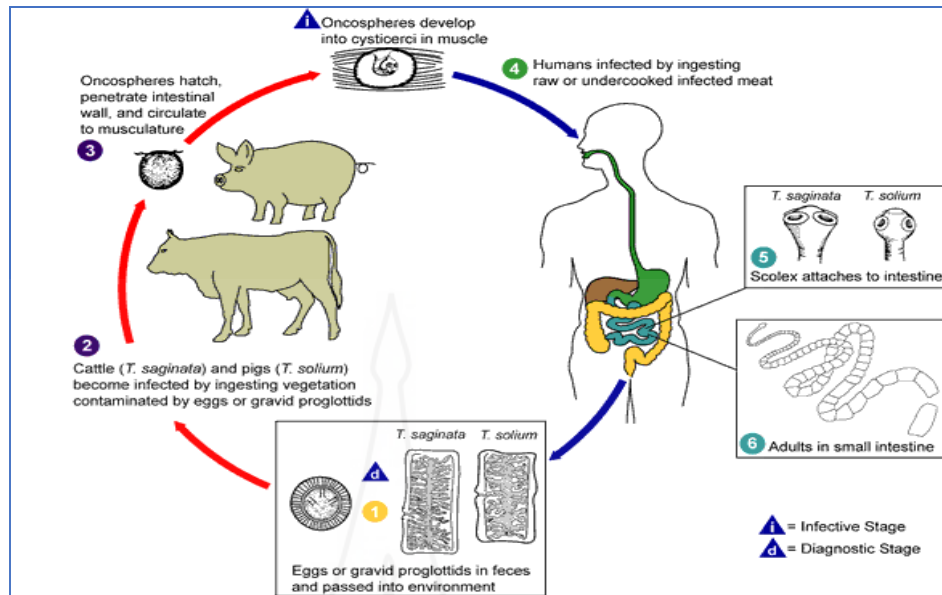 i
Oncospheres develop
into cysticerci in muscle
4
Humans infected by ingesting
raw or undercooked infected meat
Oncospheres hatch,
penetrate intestinal
wall, and circulate
to musculature
3
T. saginata T. solium
5
Scolex attaches to intestine
2
Cattle (T. saginata) and pigs (T. solium)
become infected by ingesting vegetation
contaminated by eggs or gravid proglottids
6 Adults in small intestine
T. saginata T. solium
d
1
Eggs or gravid proglottids in feces
and passed into environment
i = Infective Stage
d = Diagnostic Stage